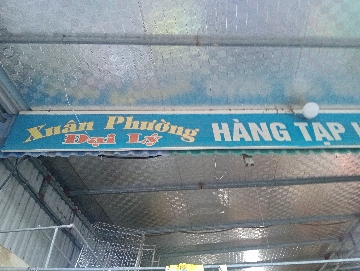 Xuân Phường
Đại Lý
HÀNG TẠP